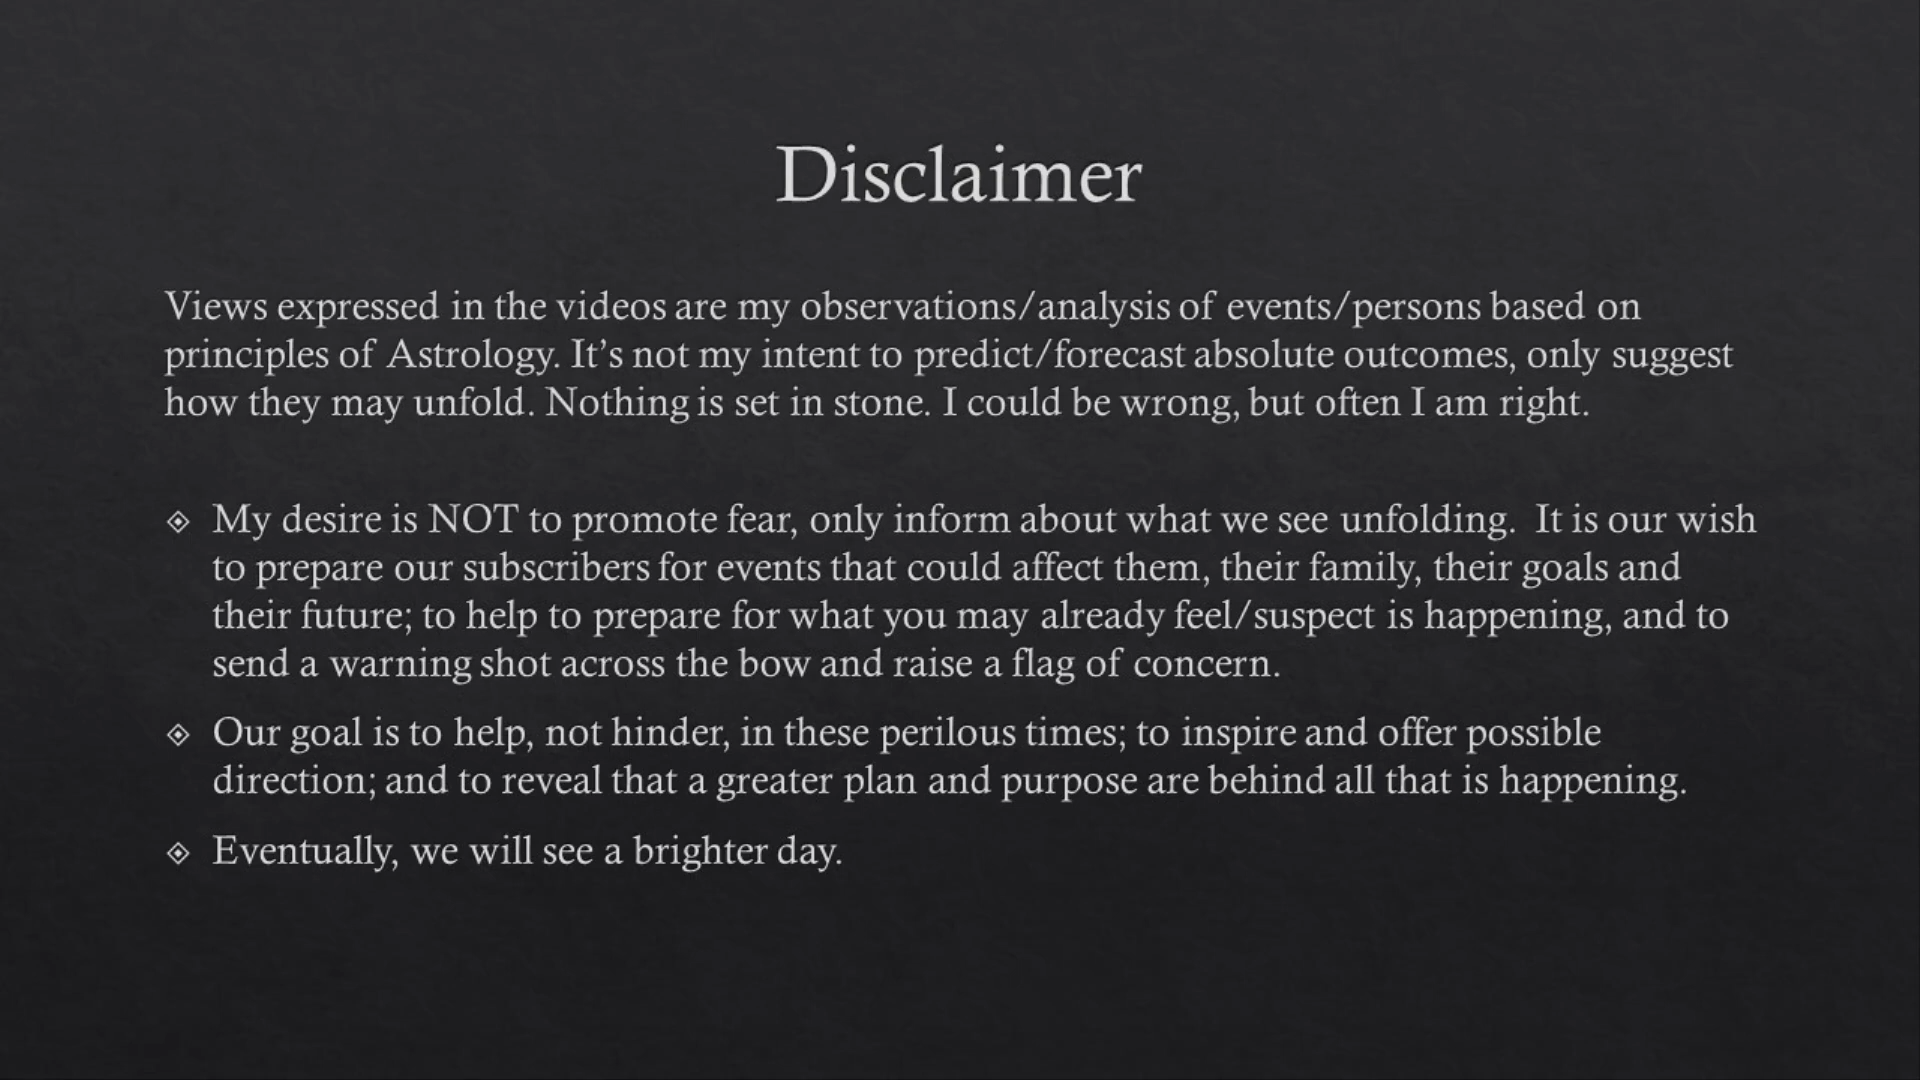 Disclaimer
Views expressed in the videos are my observations/analysis of events/persons based on
principles of Astrology. It’s not my intent to predict/forecast absolute outcomes, only suggest
how they may unfold. Nothing is set in stone. I could be wrong, but often I am right.
My desire is NOT to promote fear, only inform about what we see unfolding.  It is our wish
to prepare our subscribers for events that could affect them, their family, their goals and
their future; to help to prepare for what you may already feel/suspect is happening, and to
send a warning shot across the bow and raise a flag of concern.
Our goal is to help, not hinder, in these perilous times; to inspire and offer possible
direction; and to reveal that a greater plan and purpose are behind all that is happening.
Eventually, we will see a brighter day.